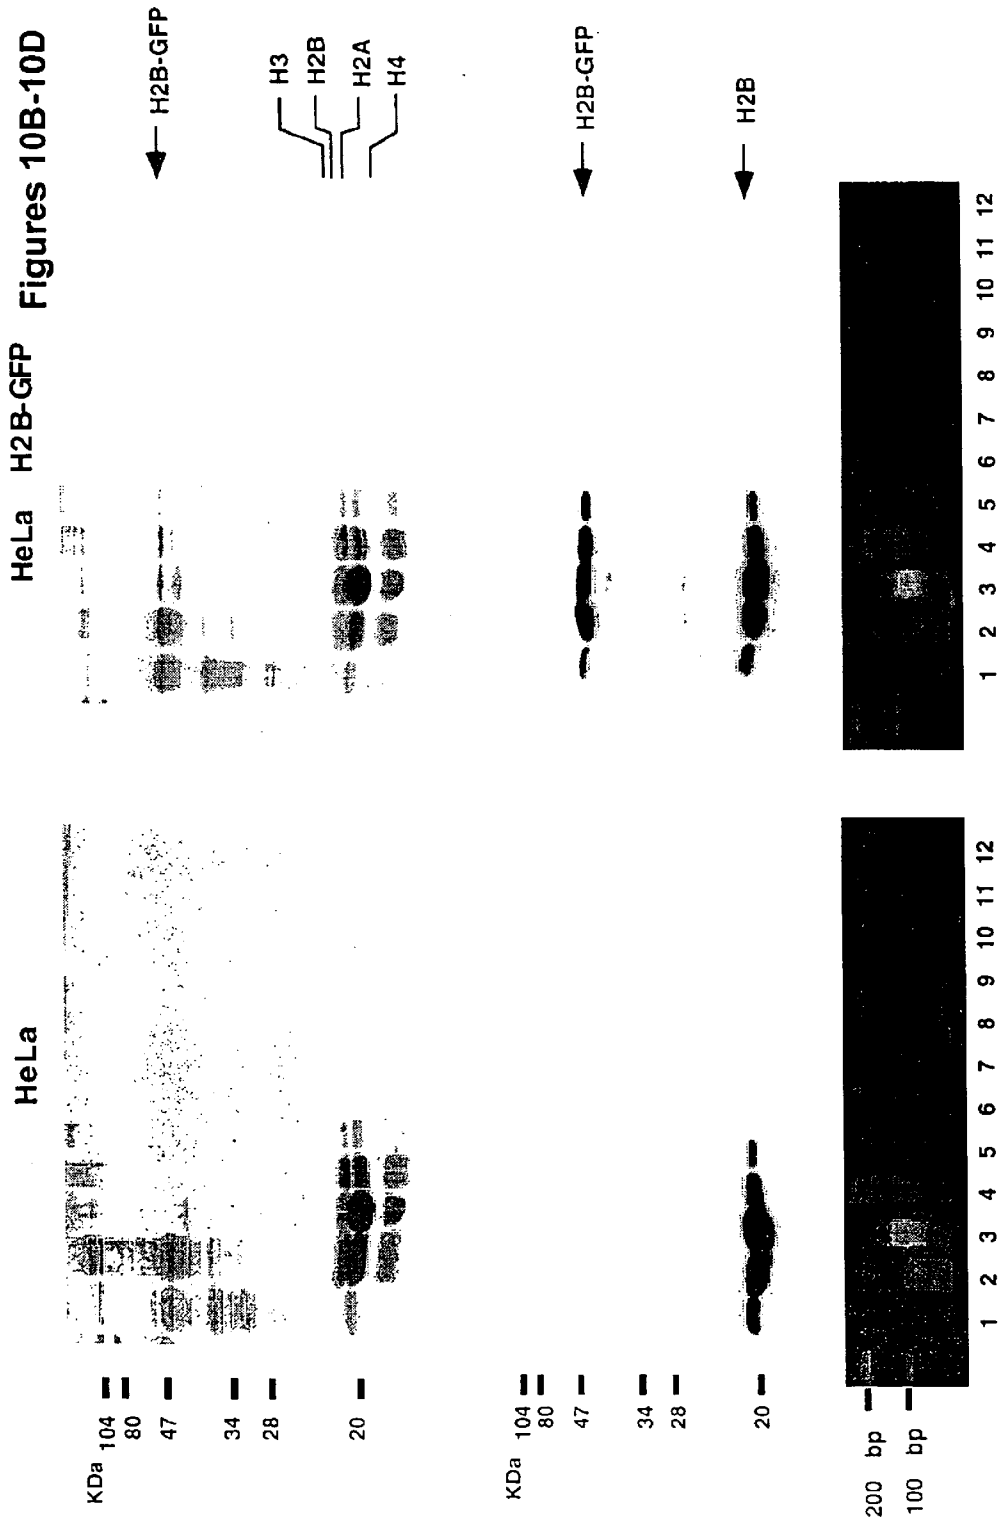 Figures 10B-10D
HeLa
HeLa H2B-GFP
KDa
104
80
47
34
28
20
H2B-GFP
H3
H2B
H2A
H4
KDa
104
80
47
34
28
20
H2B-GFP
H2B
200 bp
100 bp
1 2 3 4 5 6 7 8 9 10 11 12
1 2 3 4 5 6 7 8 9 10 11 12